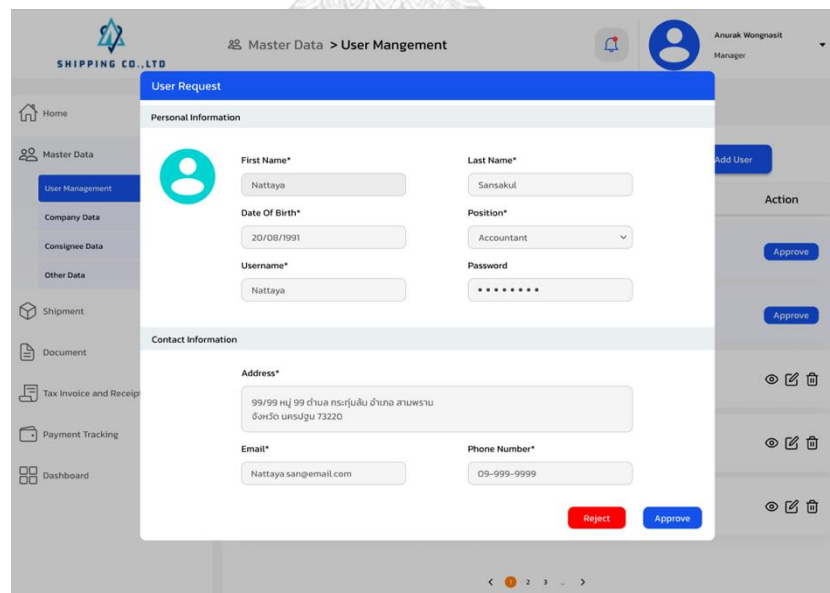 SHIPPING CO.,LTD
Master Data > User Mangement
Anurak Wongnasit
Manager
Home
Master Data
User Management
Company Data
Consignee Data
Other Data
Shipment
Document
Tax Invoice and Receip
Payment Tracking
Dashboard
Add User
Action
Approve
Approve
User Request
Personal Information
First Name*
Last Name*
Nattaya
Sansakul
Date Of Birth*
Position*
20/08/1991
Accountant
Username*
Password
Nattaya
••••••••
Contact Information
Address*
99/99 หมู่ 99 ตำบล กระทุ่มล้ม อำเภอ สามพราน
จังหวัด นครปฐม 73220
Email*
Phone Number*
Nattaya.san@email.com
09-999-9999
Reject
Approve
< 1 2 3 ... >